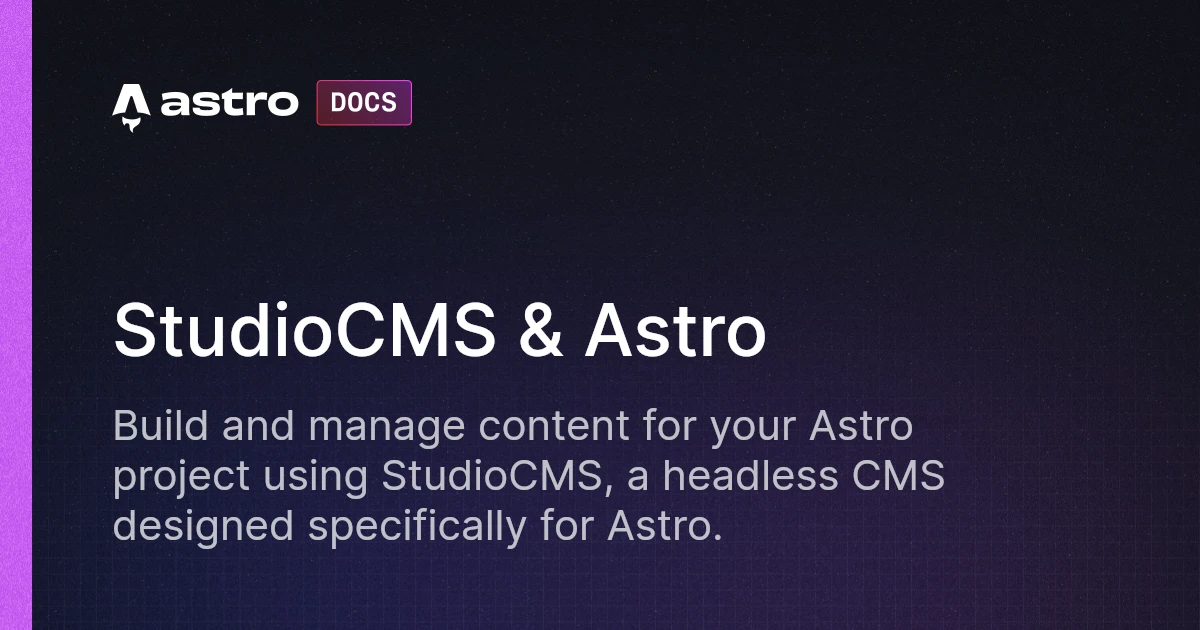 astro DOCS
StudioCMS & Astro
Build and manage content for your Astro
project using StudioCMS, a headless CMS
designed specifically for Astro.